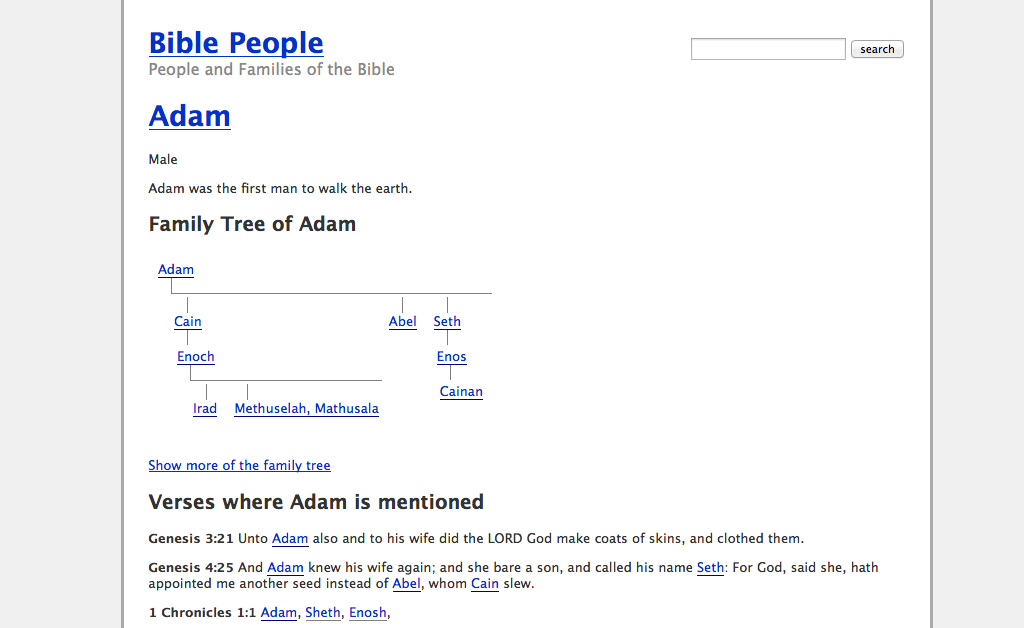 Bible People
search
People and Families of the Bible
Adam
Male
Adam was the first man to walk the earth.
Family Tree of Adam
Adam
Cain Abel Seth
Enoch Enos
Cainan
Irad Methuselah, Mathusala
Show more of the family tree
Verses where Adam is mentioned
Genesis 3:21 Unto Adam also and to his wife did the LORD God make coats of skins, and clothed them.
Genesis 4:25 And Adam knew his wife again; and she bare a son, and called his name Seth: For God, said she, hath
appointed me another seed instead of Abel, whom Cain slew.
1 Chronicles 1:1 Adam, Sheth, Enosh,